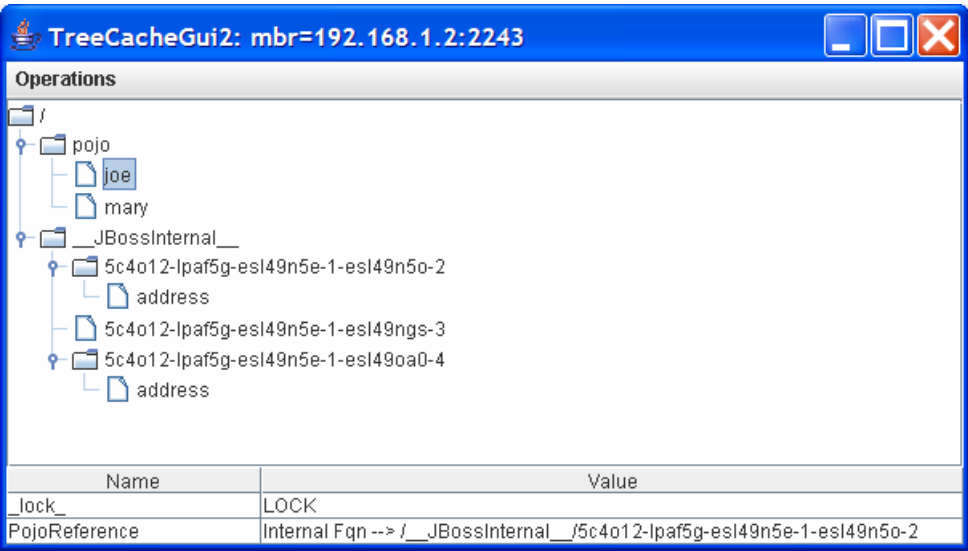 TreeCacheGui2: mbr=192.168.1.2:2243
Operations
/
pojo
joe
mary
__JBossInternal__
5c4o12-lpaf5g-esl49n5e-1-esl49n5o-2
address
5c4o12-lpaf5g-esl49n5e-1-esl49ngs-3
5c4o12-lpaf5g-esl49n5e-1-esl49oa0-4
address
Name Value
_lock_ LOCK
PojoReference Internal Fqn --> /__JBossInternal__/5c4o12-lpaf5g-esl49n5e-1-esl49n5o-2